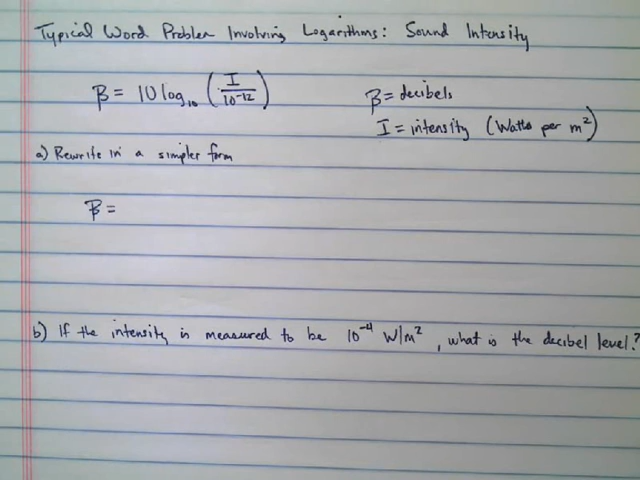 Typical Word Problem Involving Logarithms: Sound Intensity
β = 10 log₁₀ (I / 10⁻¹²)
β = decibels
I = intensity (Watts per m²)
a) Rewrite in a simpler form
β =
b) If the intensity is measured to be 10⁻⁴ W/m², what is the decibel level?